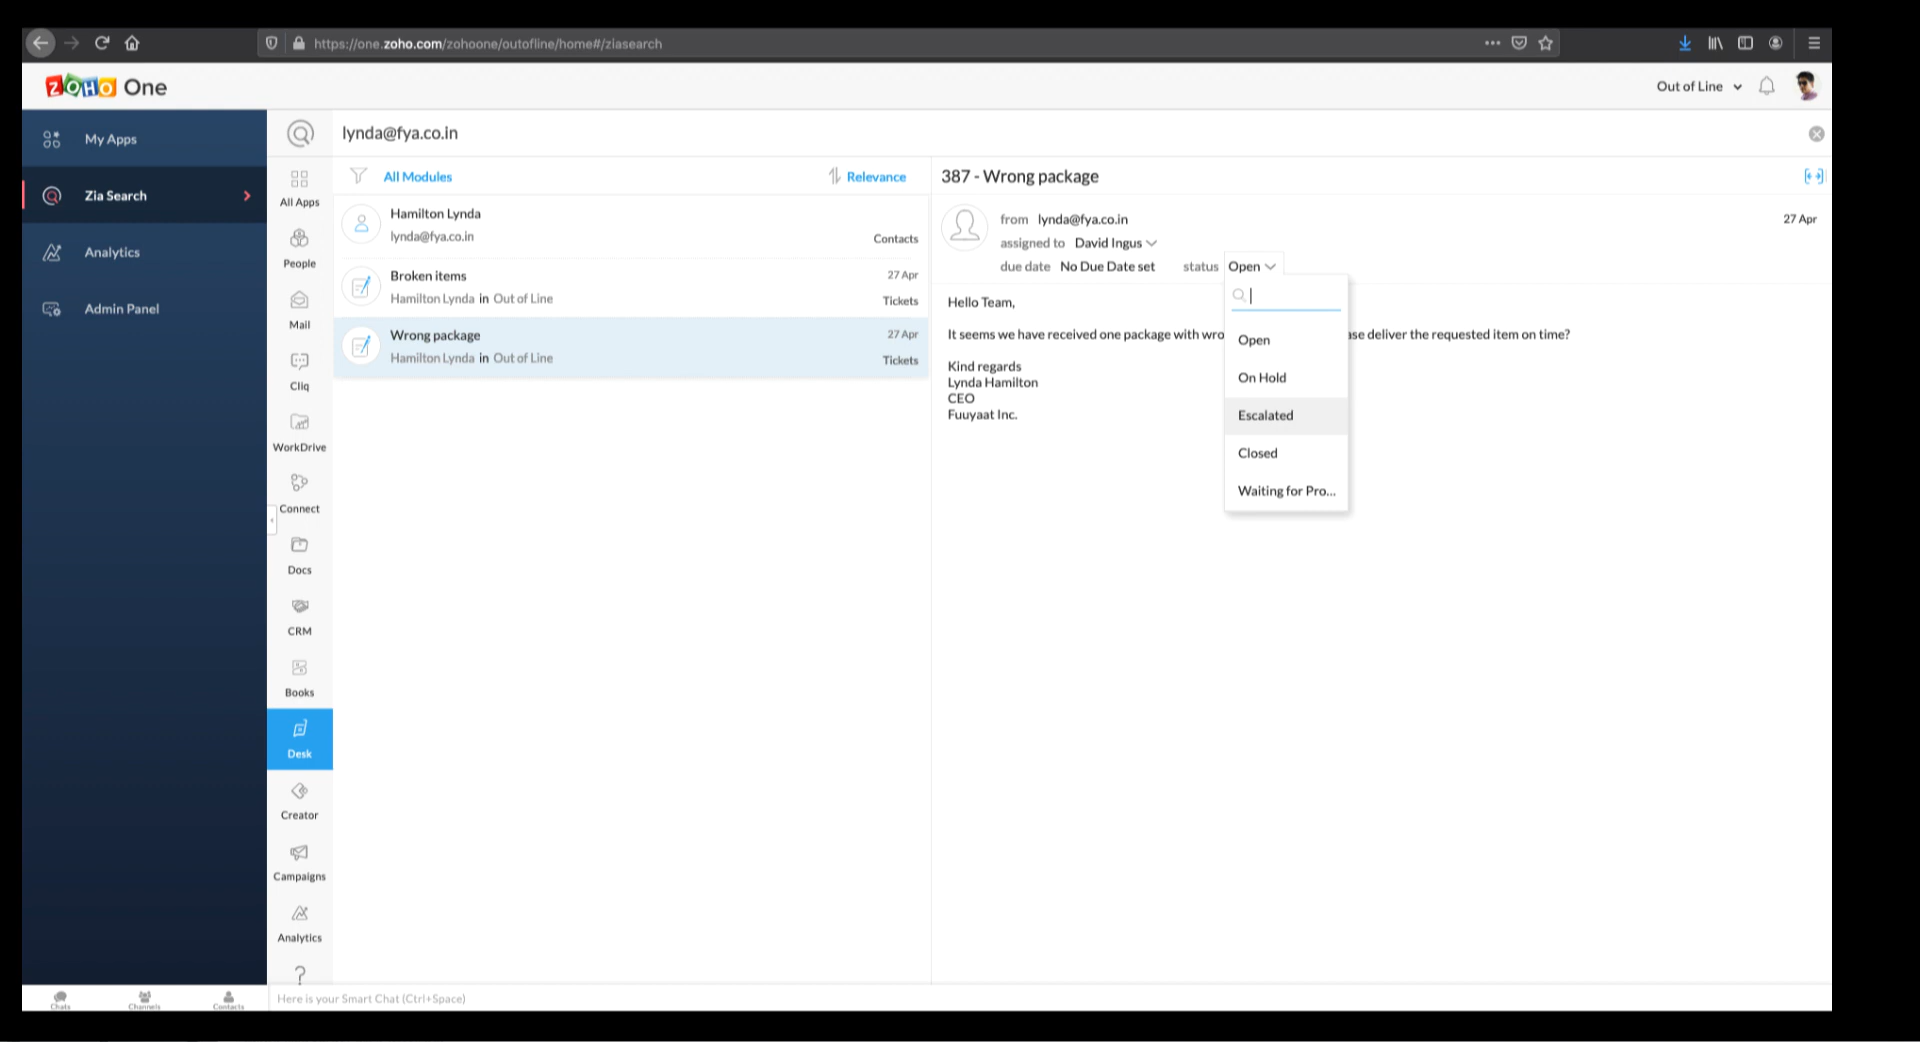 https://one.zoho.com/zohoone/outofline/home#/ziasearch
ZOHO One
Out of Line
My Apps
Zia Search
Analytics
Admin Panel
lynda@fya.co.in
All Apps
People
Mail
Cliq
WorkDrive
Connect
Docs
CRM
Books
Desk
Creator
Campaigns
Analytics
All Modules
Relevance
Hamilton Lynda
lynda@fya.co.in
Contacts
Broken items
27 Apr
Hamilton Lynda in Out of Line
Tickets
Wrong package
27 Apr
Hamilton Lynda in Out of Line
Tickets
387 - Wrong package
from lynda@fya.co.in
27 Apr
assigned to David Ingus
due date No Due Date set status Open
Hello Team,
It seems we have received one package with wro
ase deliver the requested item on time?
Kind regards
Lynda Hamilton
CEO
Fuuyaat Inc.
Open
On Hold
Escalated
Closed
Waiting for Pro...
Chats
Channels
Contacts
Here is your Smart Chat (Ctrl+Space)